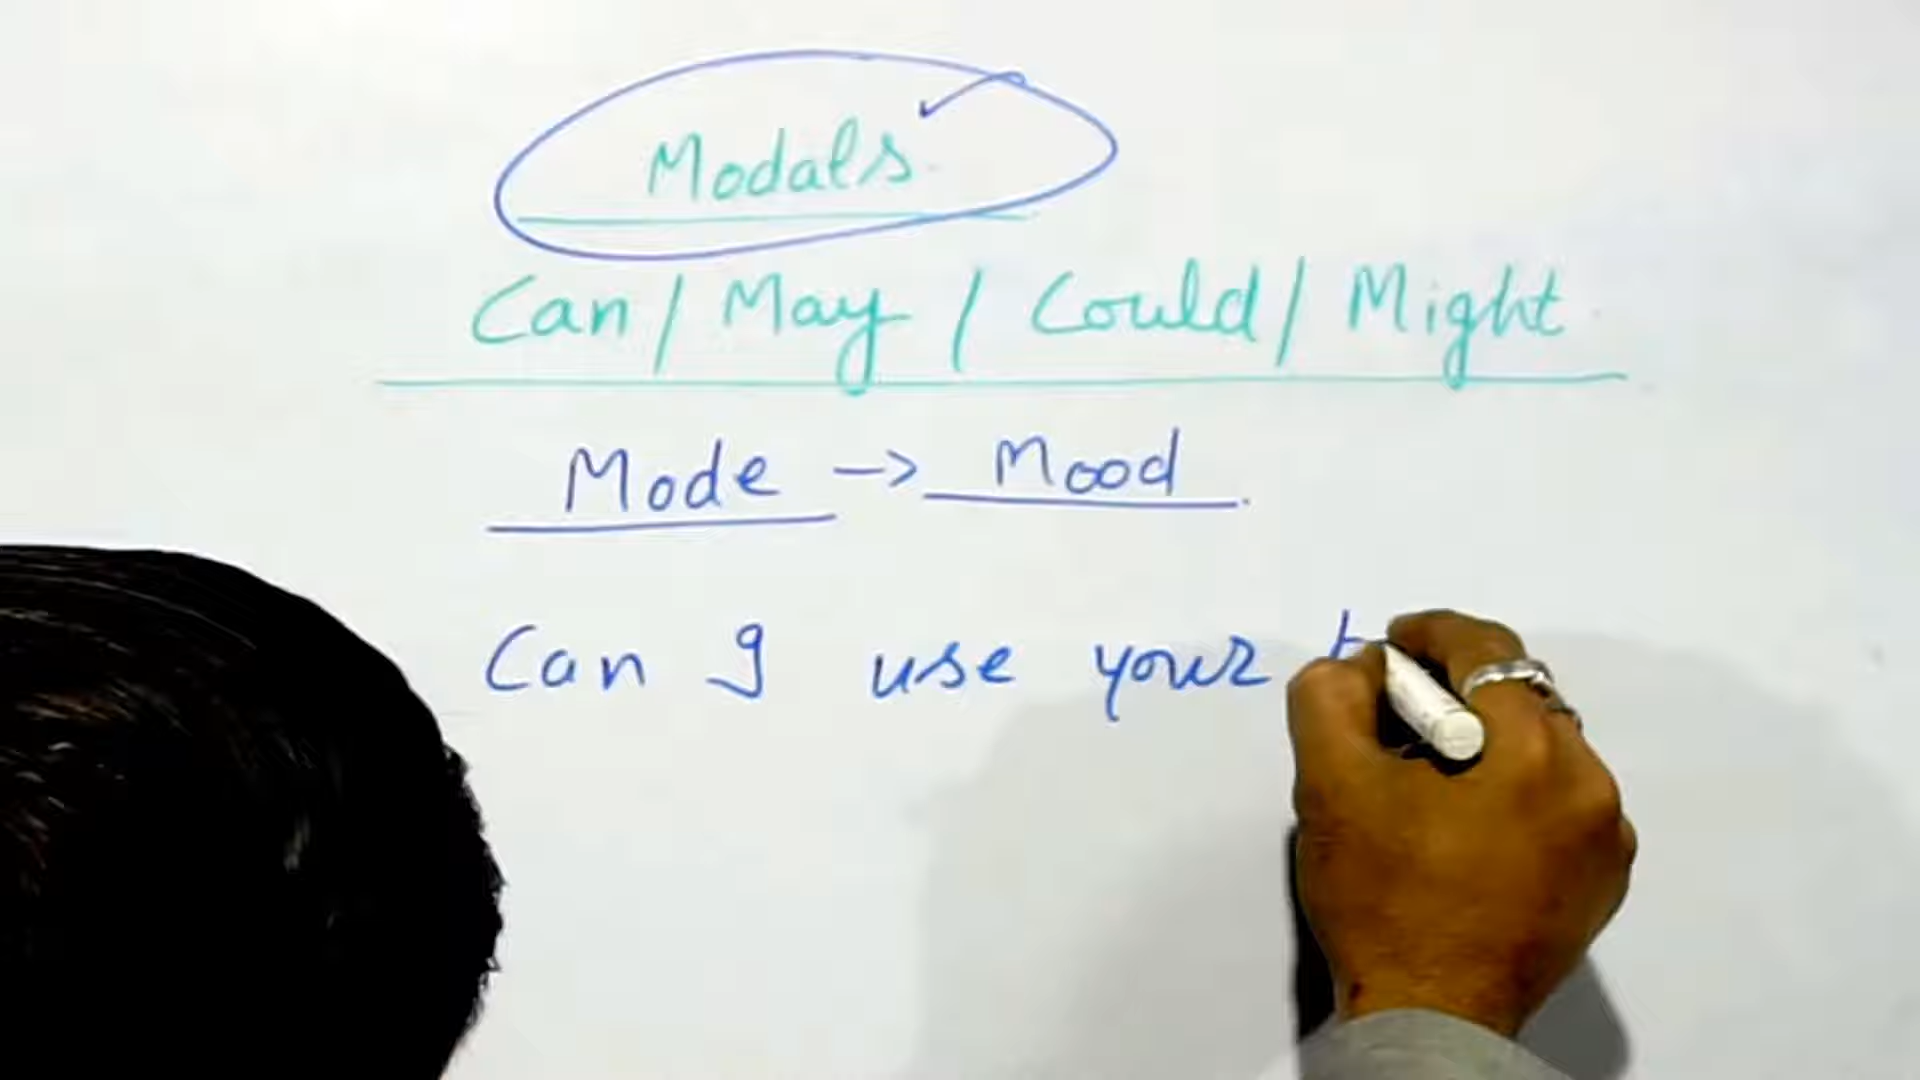 Modals
Can / May / Could / Might
Mode -> Mood
Can I use your